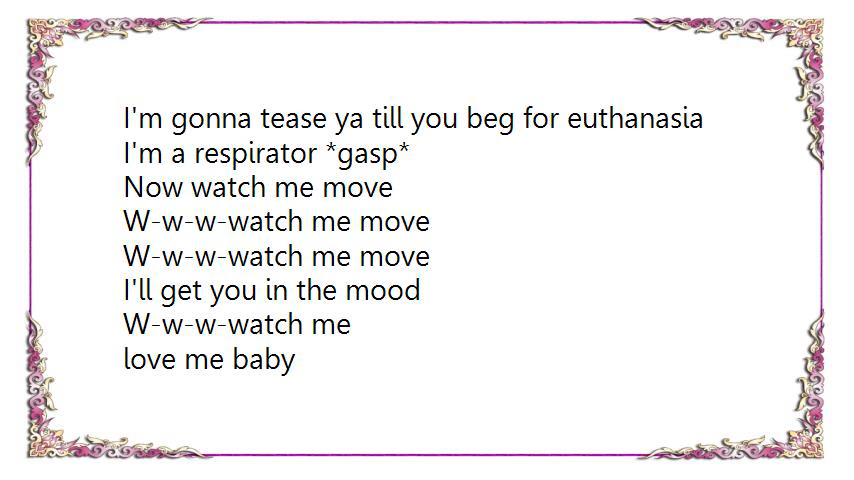 I'm gonna tease ya till you beg for euthanasia
I'm a respirator *gasp*
Now watch me move
W-w-w-watch me move
W-w-w-watch me move
I'll get you in the mood
W-w-w-watch me
love me baby